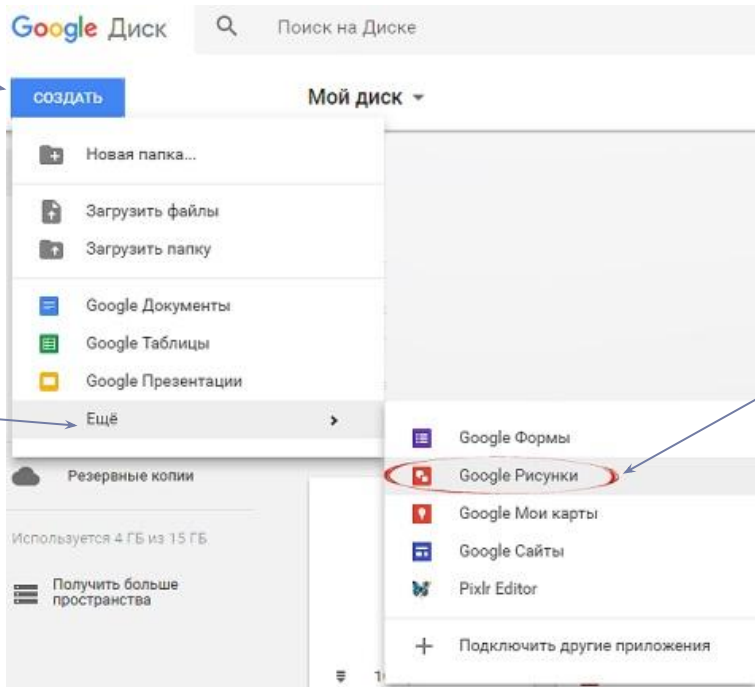 Google Диск
Поиск на Диске
СОЗДАТЬ
Мой диск
Новая папка...
Загрузить файлы
Загрузить папку
Google Документы
Google Таблицы
Google Презентации
Ещё
Google Формы
Google Рисунки
Google Мои карты
Google Сайты
Pixlr Editor
Подключить другие приложения
Резервные копии
Используется 4 ГБ из 15 ГБ
Получить больше
пространства